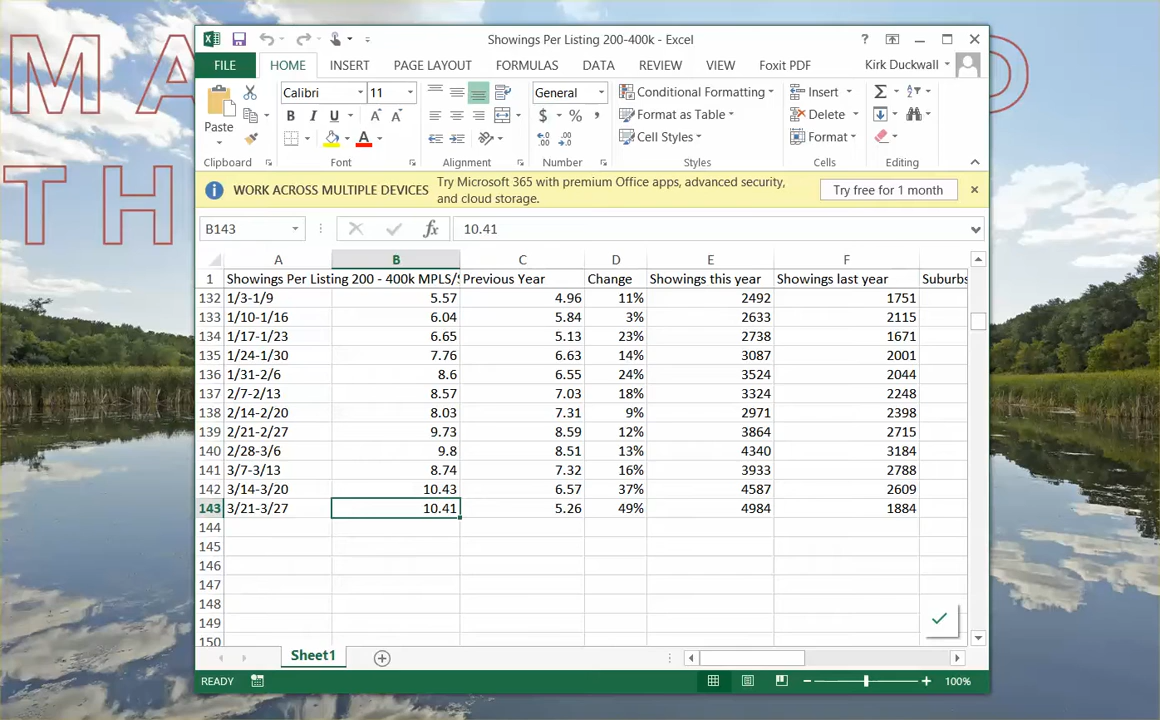 M A D
T H
Showings Per Listing 200-400k - Excel
FILE HOME INSERT PAGE LAYOUT FORMULAS DATA REVIEW VIEW Foxit PDF Kirk Duckwall
Paste Calibri 11 General Conditional Formatting Insert
B I U A A A $ % , Format as Table Delete
Cell Styles Format
Clipboard Font Alignment Number Styles Cells Editing
WORK ACROSS MULTIPLE DEVICES Try Microsoft 365 with premium Office apps, advanced security,
and cloud storage. Try free for 1 month
B143 fx 10.41
A B C D E F
1 Showings Per Listing 200 - 400k MPLS/S Previous Year Change Showings this year Showings last year Suburbs
132 1/3-1/9 5.57 4.96 11% 2492 1751
133 1/10-1/16 6.04 5.84 3% 2633 2115
134 1/17-1/23 6.65 5.13 23% 2738 1671
135 1/24-1/30 7.76 6.63 14% 3087 2001
136 1/31-2/6 8.6 6.55 24% 3524 2044
137 2/7-2/13 8.57 7.03 18% 3324 2248
138 2/14-2/20 8.03 7.31 9% 2971 2398
139 2/21-2/27 9.73 8.59 12% 3864 2715
140 2/28-3/6 9.8 8.51 13% 4340 3184
141 3/7-3/13 8.74 7.32 16% 3933 2788
142 3/14-3/20 10.43 6.57 37% 4587 2609
143 3/21-3/27 10.41 5.26 49% 4984 1884
144
145
146
147
148
149
150
Sheet1
READY 100%